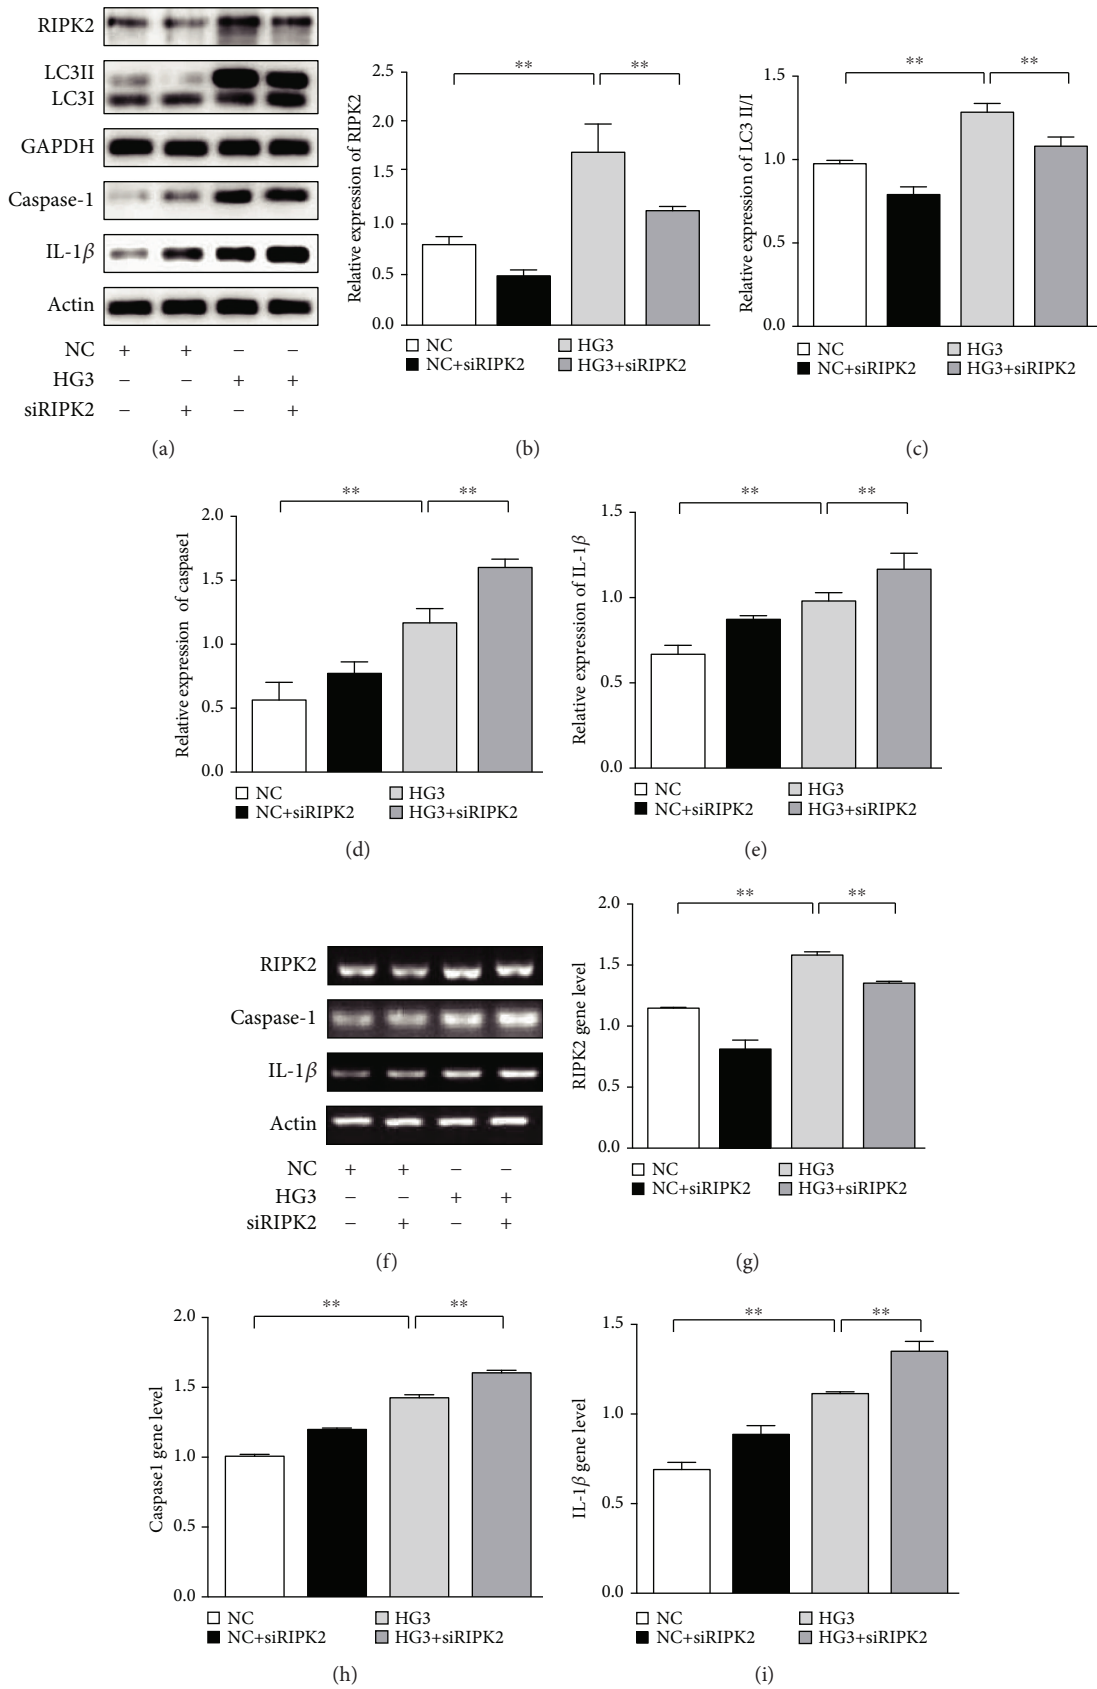 RIPK2
LC3II
LC3I
GAPDH
Caspase-1
IL-1β
Actin
NC + + − −
HG3 − − + +
siRIPK2 − + − +
(a)
** **
Relative expression of RIPK2
2.5
2.0
1.5
1.0
0.5
0.0
NC HG3
NC+siRIPK2 HG3+siRIPK2
(b)
** **
Relative expression of LC3 II/I
1.5
1.0
0.5
0.0
NC HG3
NC+siRIPK2 HG3+siRIPK2
(c)
** **
Relative expression of caspase1
2.0
1.5
1.0
0.5
0.0
NC HG3
NC+siRIPK2 HG3+siRIPK2
(d)
** **
Relative expression of IL-1β
1.5
1.0
0.5
0.0
NC HG3
NC+siRIPK2 HG3+siRIPK2
(e)
RIPK2
Caspase-1
IL-1β
Actin
NC + + − −
HG3 − − + +
siRIPK2 − + − +
(f)
** **
RIPK2 gene level
2.0
1.5
1.0
0.5
0.0
NC HG3
NC+siRIPK2 HG3+siRIPK2
(g)
** **
Caspase1 gene level
2.0
1.5
1.0
0.5
0.0
NC HG3
NC+siRIPK2 HG3+siRIPK2
(h)
** **
IL-1β gene level
1.5
1.0
0.5
0.0
NC HG3
NC+siRIPK2 HG3+siRIPK2
(i)